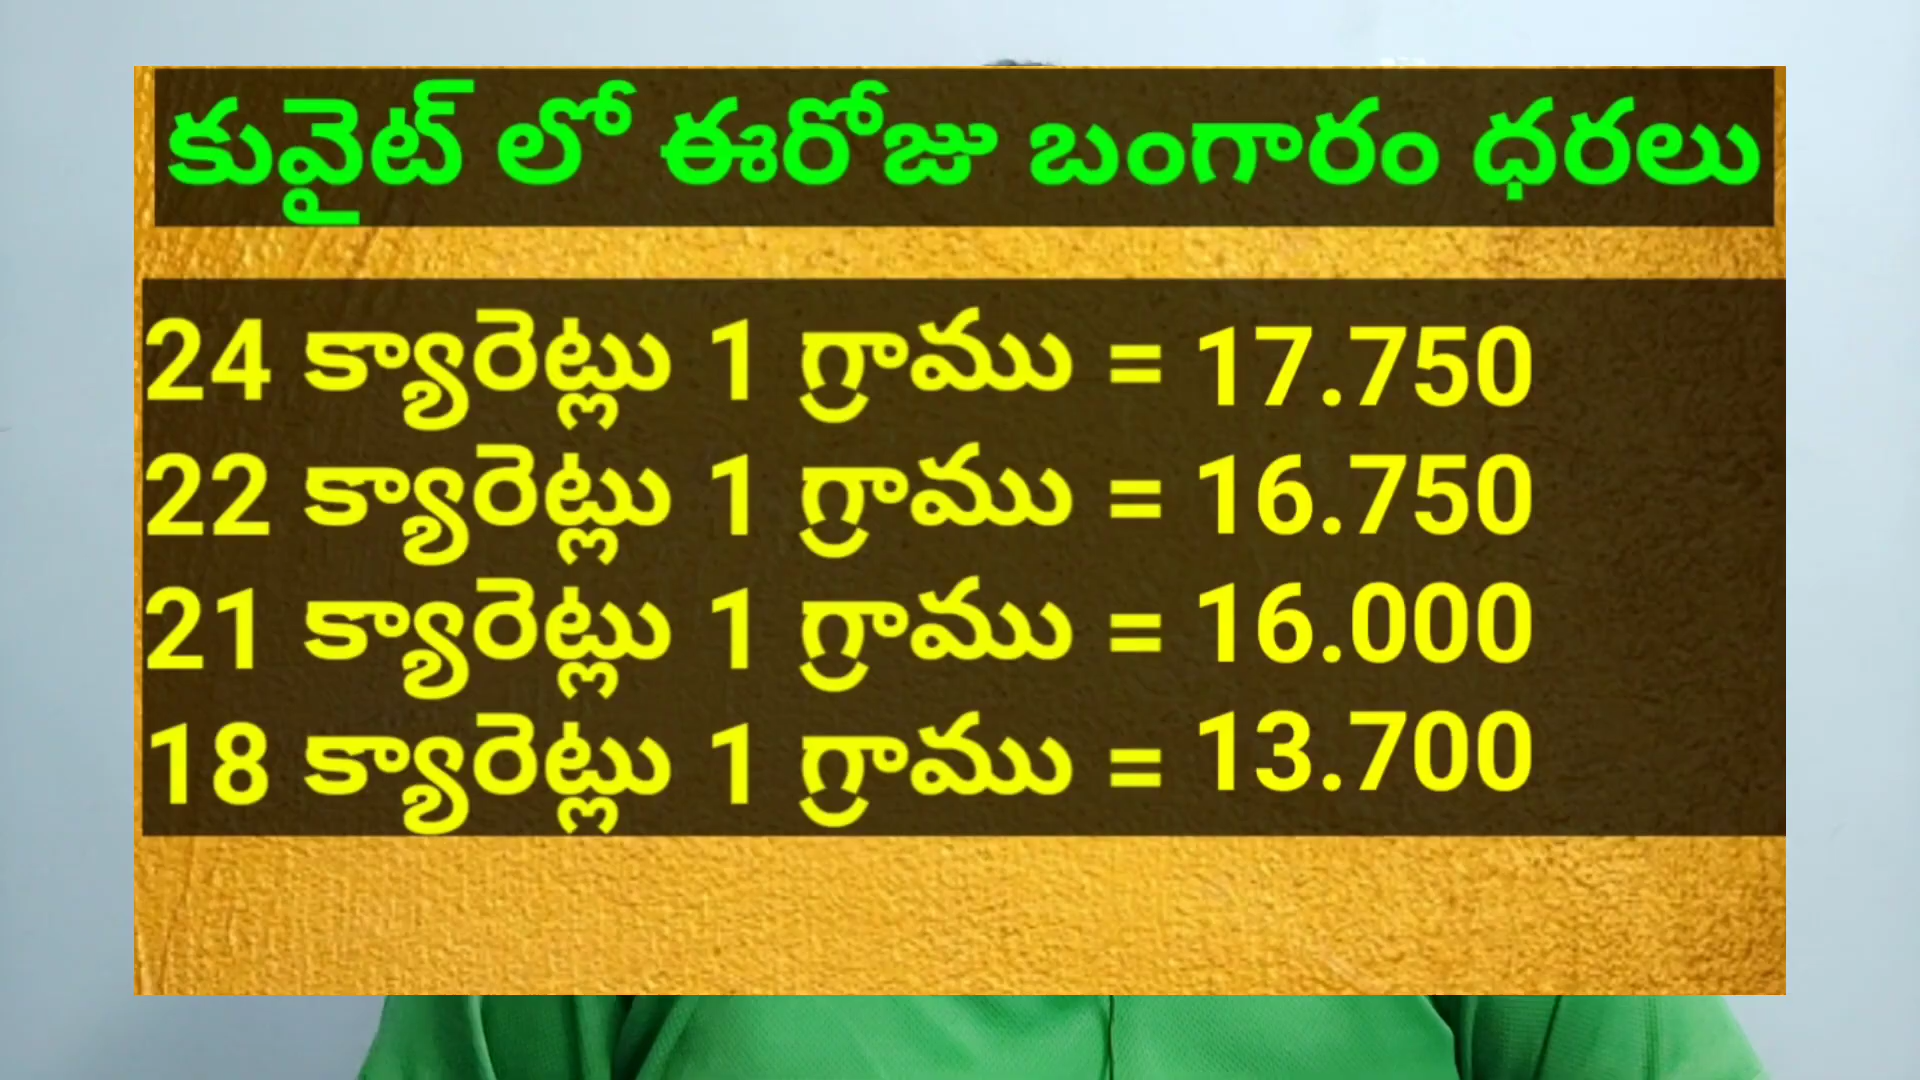 కువైట్ లో ఈరోజు బంగారం ధరలు
24 క్యారెట్లు 1 గ్రాము = 17.750
22 క్యారెట్లు 1 గ్రాము = 16.750
21 క్యారెట్లు 1 గ్రాము = 16.000
18 క్యారెట్లు 1 గ్రాము = 13.700